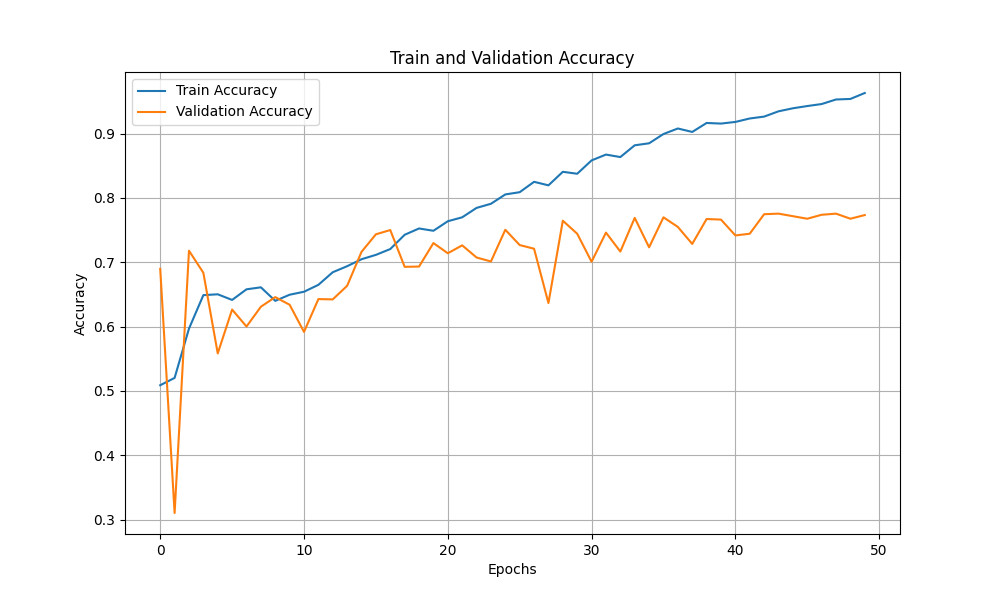 Train and Validation Accuracy
Train Accuracy
Validation Accuracy
0.9
0.8
0.7
0.6
0.5
0.4
0.3
Accuracy
0 10 20 30 40 50
Epochs